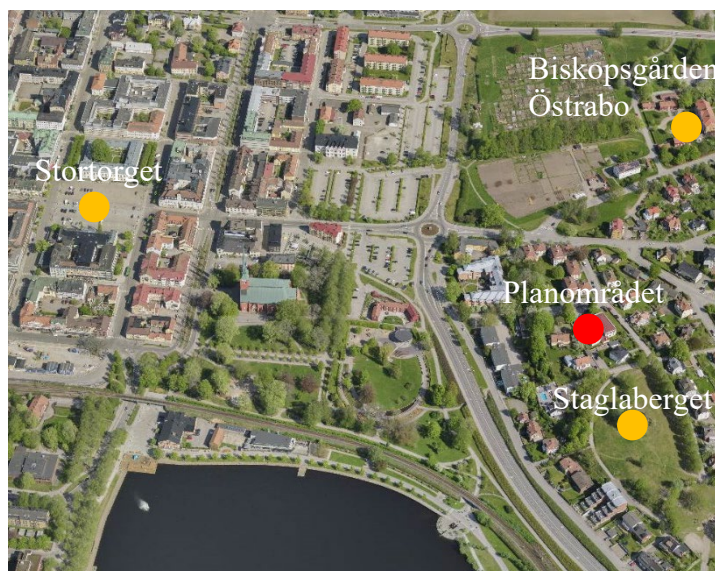 Biskopsgården
Östrabo
Stortorget
Planområdet
Staglaberget